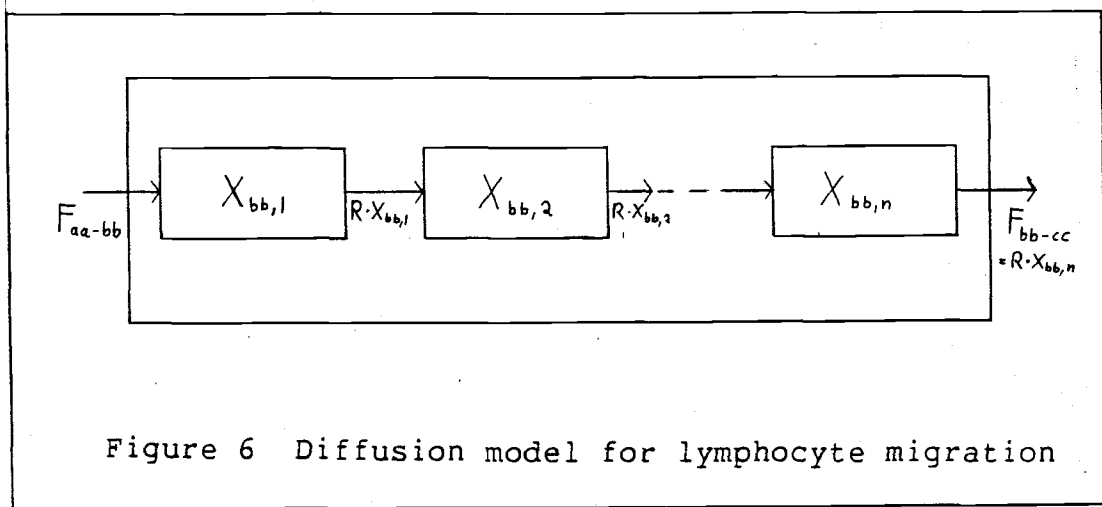 X_bb,1
X_bb,2
X_bb,n
F_aa-bb
R·X_bb,1
R·X_bb,2
F_bb-cc
=R·X_bb,n
Figure 6 Diffusion model for lymphocyte migration